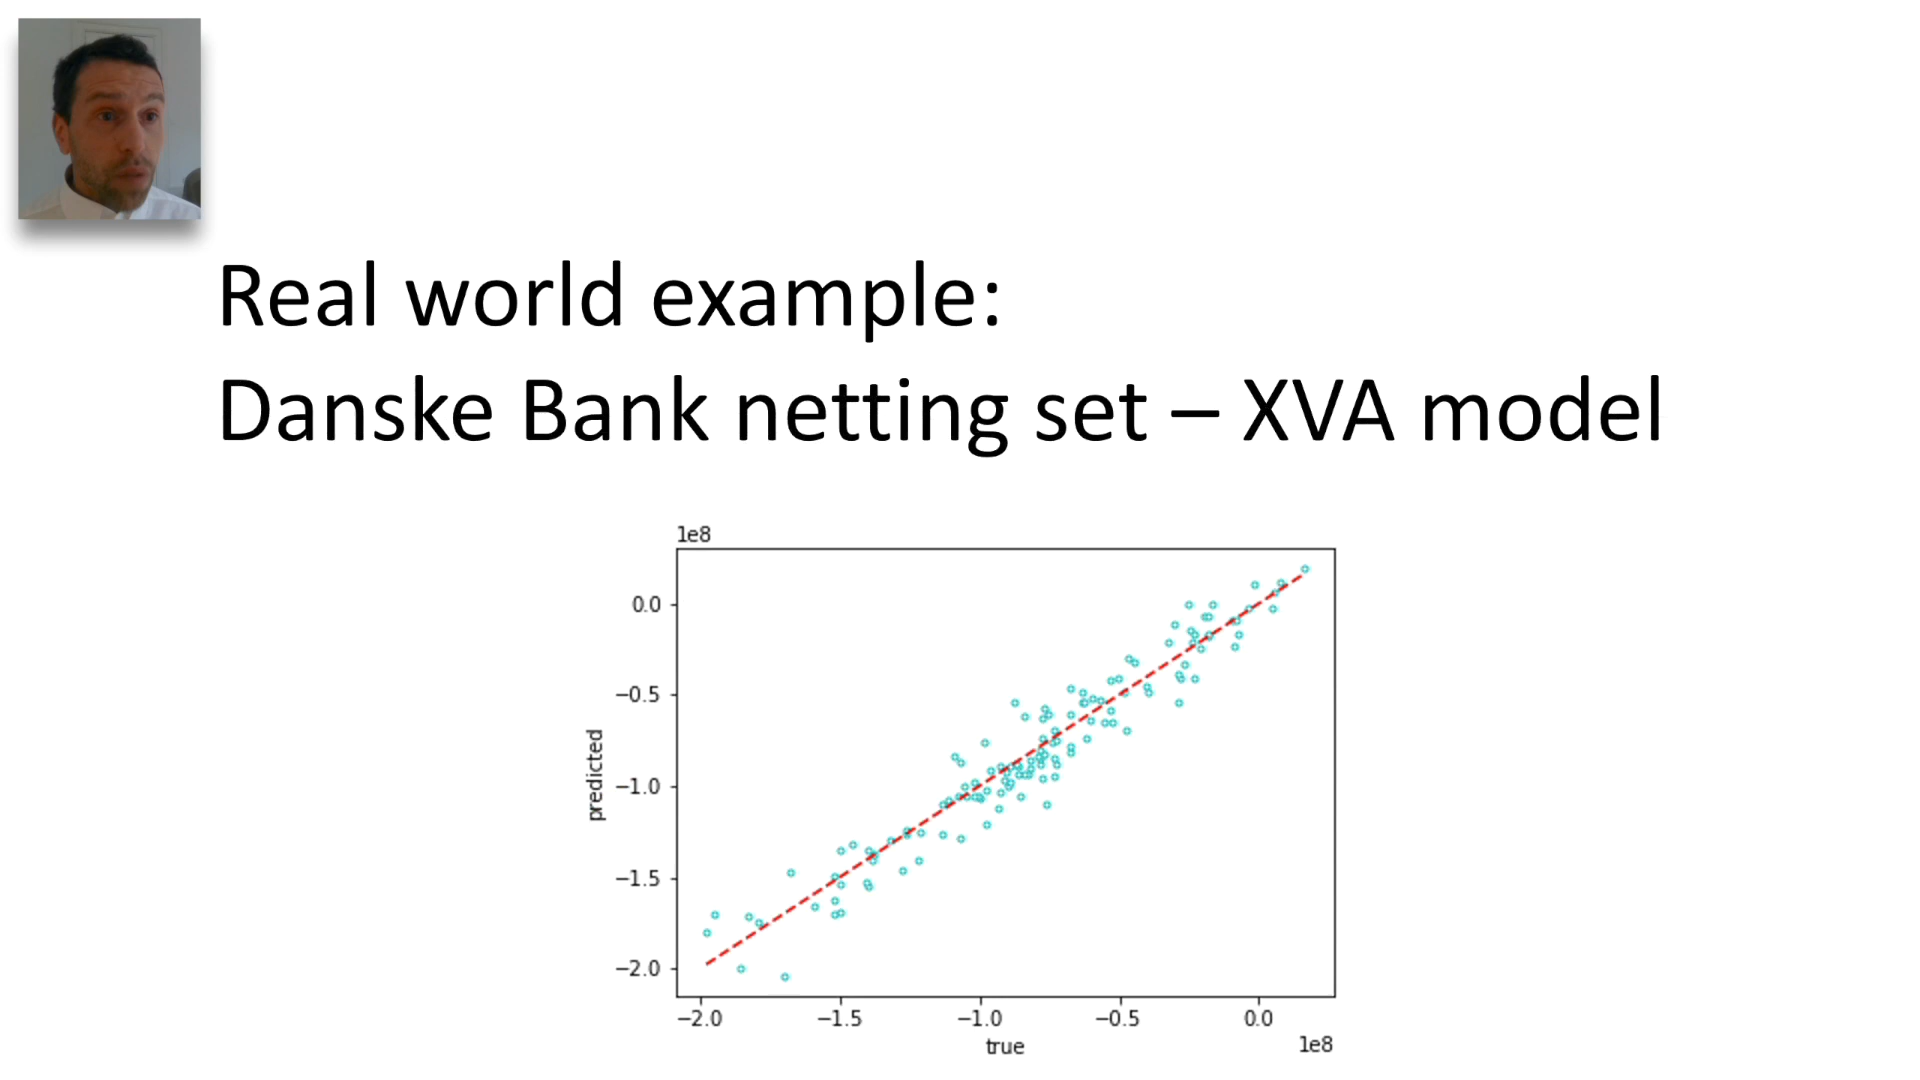 Real world example:
Danske Bank netting set – XVA model
1e8
0.0
−0.5
−1.0
−1.5
−2.0
predicted
−2.0 −1.5 −1.0 −0.5 0.0
true
1e8